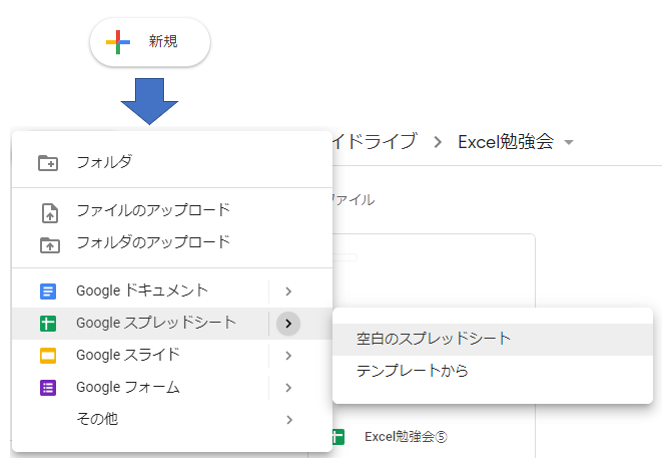 新規
イドライブ > Excel勉強会
ファイル
フォルダ
ファイルのアップロード
フォルダのアップロード
Google ドキュメント
Google スプレッドシート
Google スライド
Google フォーム
その他
空白のスプレッドシート
テンプレートから
Excel勉強会⑤